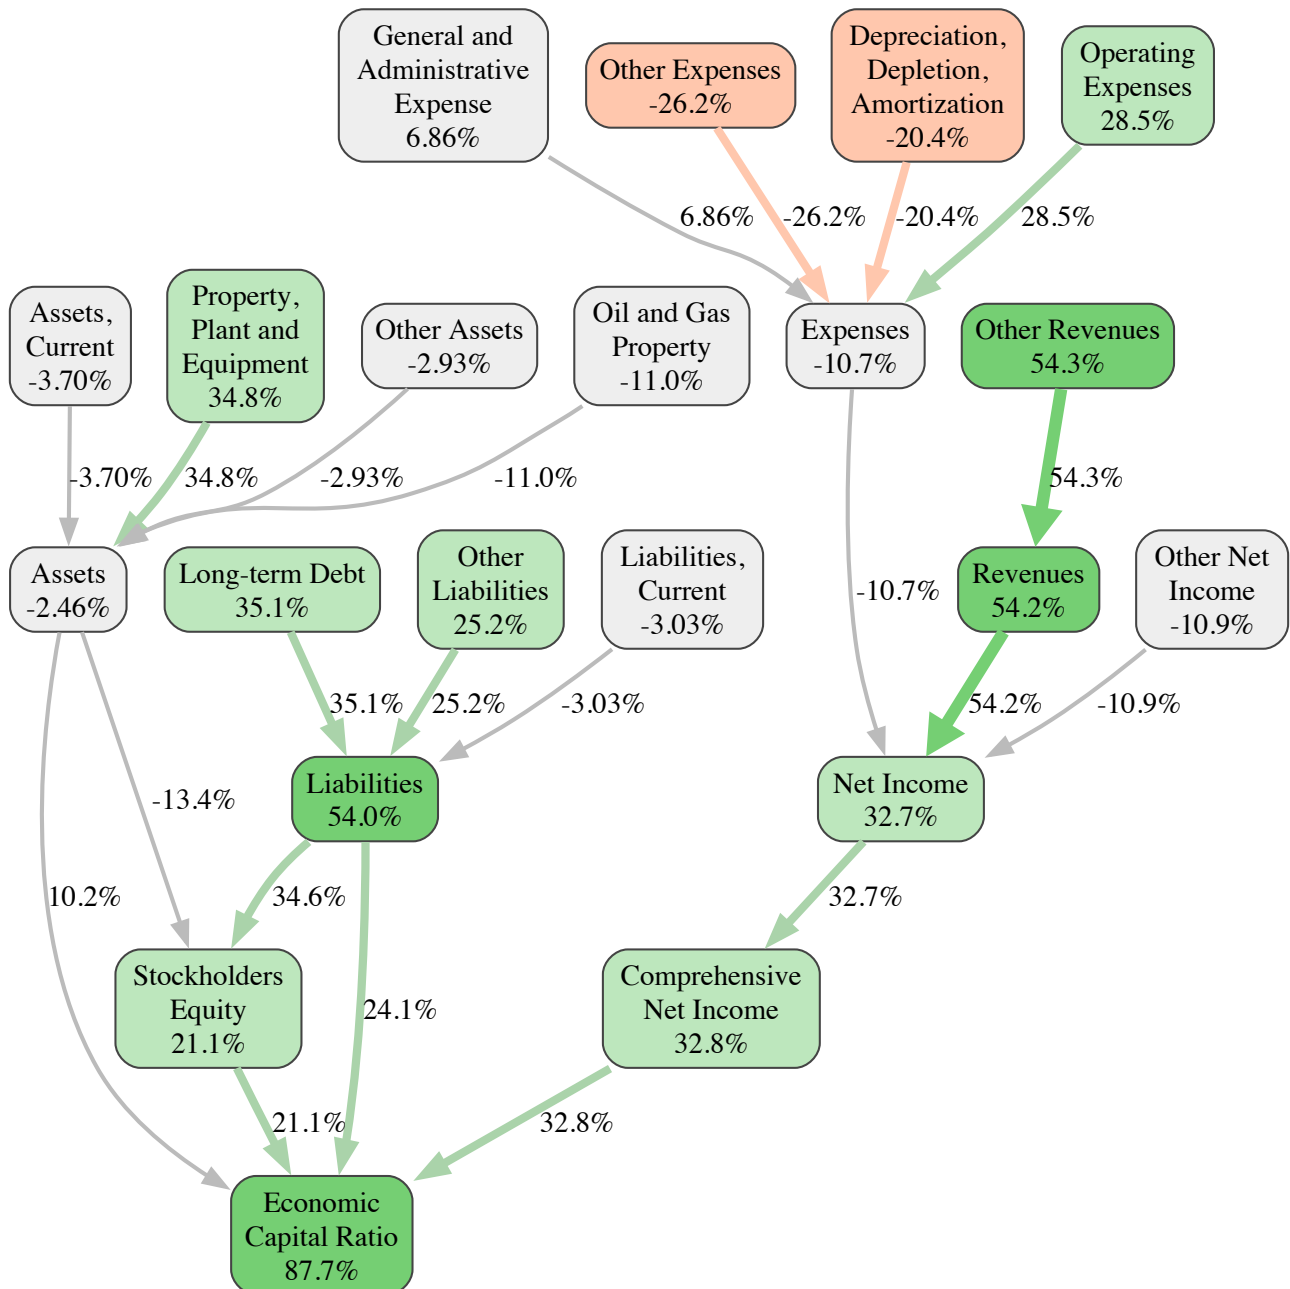 General and
Administrative
Expense
6.86%
Other Expenses
-26.2%
Depreciation,
Depletion,
Amortization
-20.4%
Operating
Expenses
28.5%
6.86%
-26.2%
-20.4%
28.5%
Assets,
Current
-3.70%
Property,
Plant and
Equipment
34.8%
Other Assets
-2.93%
Oil and Gas
Property
-11.0%
Expenses
-10.7%
Other Revenues
54.3%
-3.70%
34.8%
-2.93%
-11.0%
54.3%
Assets
-2.46%
Long-term Debt
35.1%
Other
Liabilities
25.2%
Liabilities,
Current
-3.03%
-10.7%
Revenues
54.2%
Other Net
Income
-10.9%
35.1%
25.2%
-3.03%
54.2%
-10.9%
-13.4%
Liabilities
54.0%
Net Income
32.7%
10.2%
34.6%
32.7%
Stockholders
Equity
21.1%
24.1%
Comprehensive
Net Income
32.8%
21.1%
32.8%
Economic
Capital Ratio
87.7%